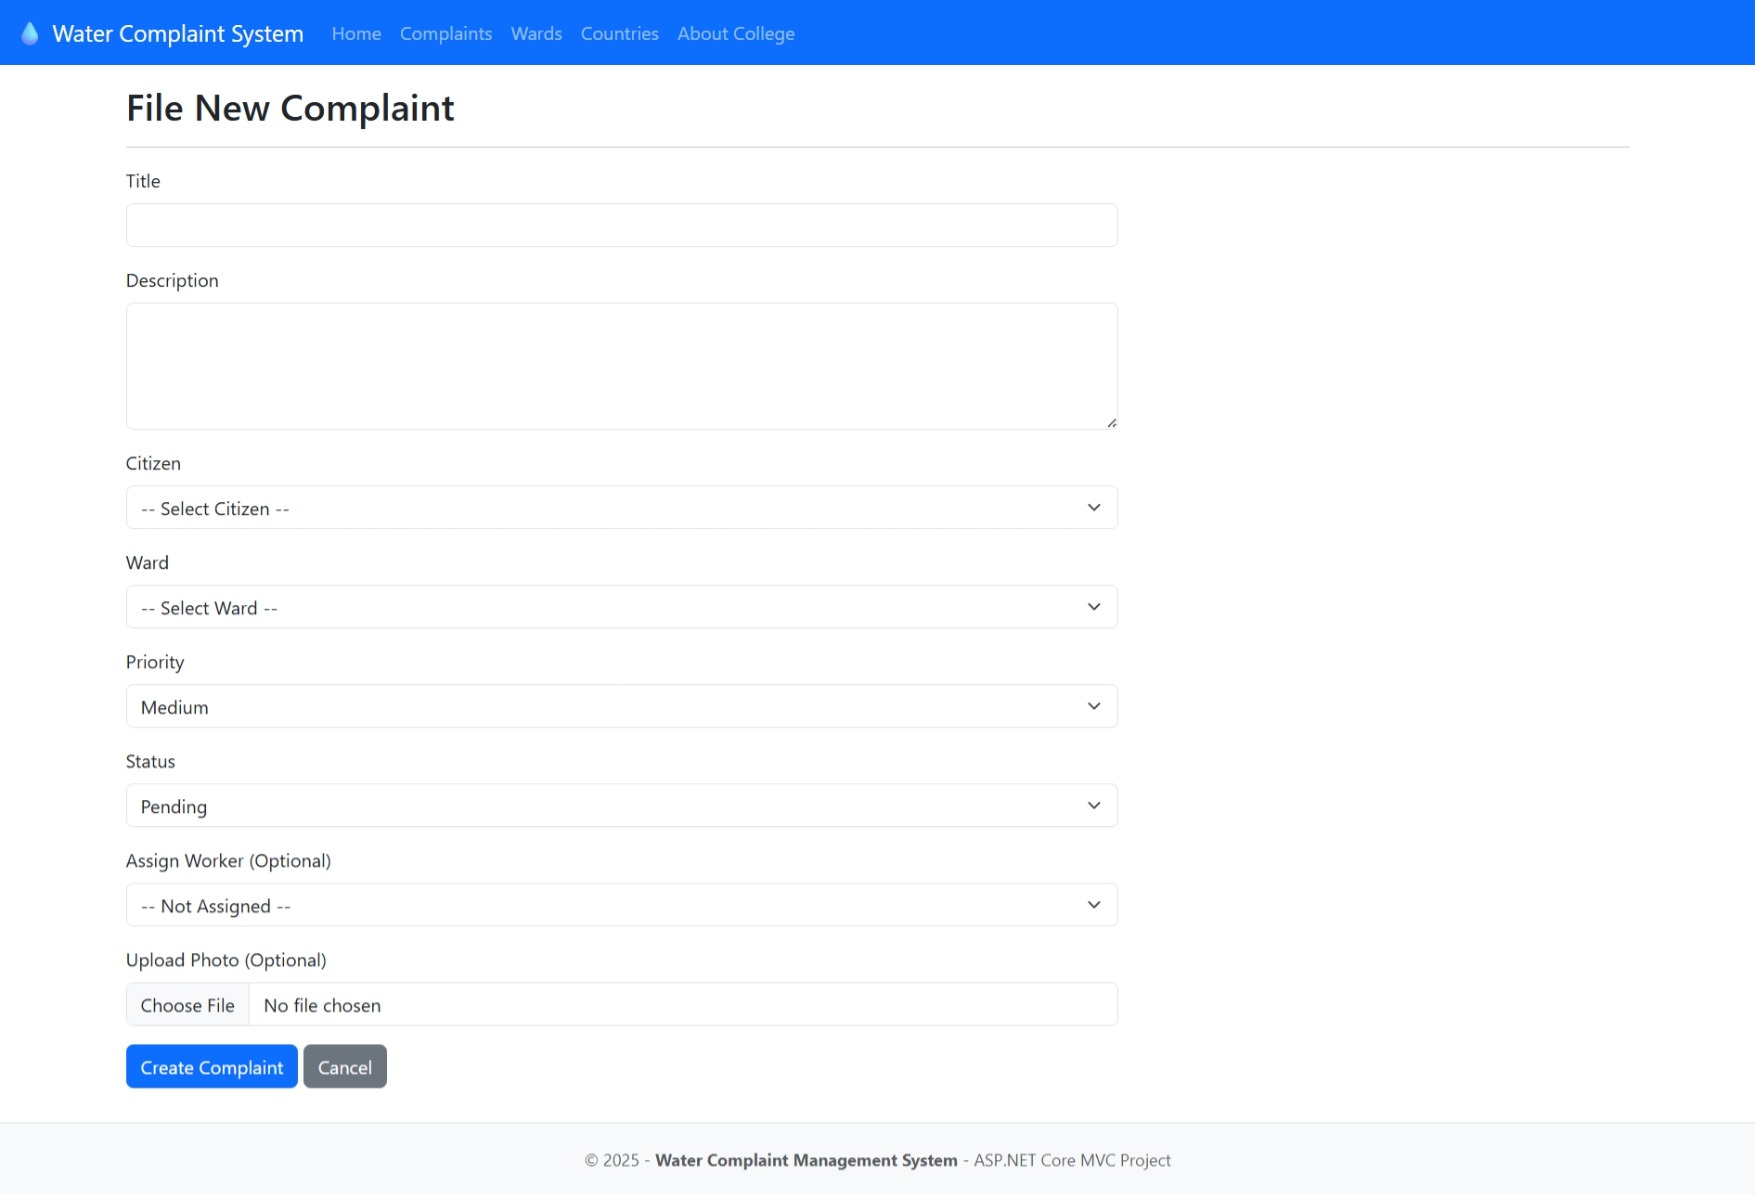 Water Complaint System Home Complaints Wards Countries About College
File New Complaint
Title
Description
Citizen
-- Select Citizen --
Ward
-- Select Ward --
Priority
Medium
Status
Pending
Assign Worker (Optional)
-- Not Assigned --
Upload Photo (Optional)
Choose File No file chosen
Create Complaint Cancel
© 2025 - Water Complaint Management System - ASP.NET Core MVC Project